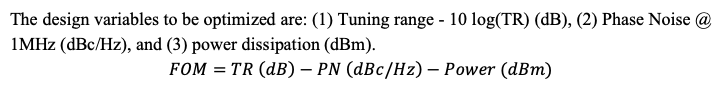 The design variables to be optimized are: (1) Tuning range - 10 log(TR) (dB), (2) Phase Noise @
1MHz (dBc/Hz), and (3) power dissipation (dBm).
FOM = TR (dB) − PN (dBc/Hz) − Power (dBm)